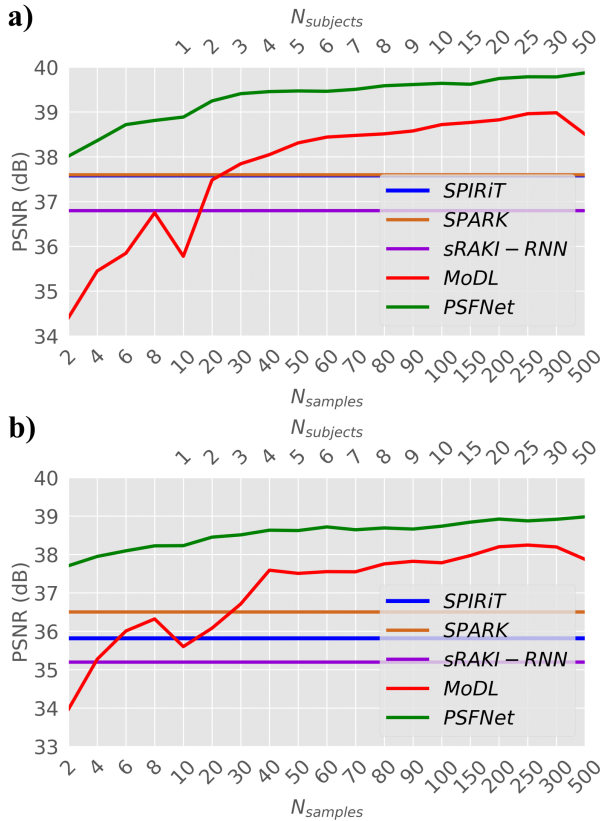 a)
N_subjects
1 2 3 4 5 6 7 8 9 10 15 20 25 30 50
40
39
38
37
36
35
34
PSNR (dB)
SPIRiT
SPARK
sRAKI − RNN
MoDL
PSFNet
2 4 6 8 10 20 30 40 50 60 70 80 90 100 150 200 250 300 500
N_samples
b)
N_subjects
1 2 3 4 5 6 7 8 9 10 15 20 25 30 50
40
39
38
37
36
35
34
33
PSNR (dB)
SPIRiT
SPARK
sRAKI − RNN
MoDL
PSFNet
2 4 6 8 10 20 30 40 50 60 70 80 90 100 150 200 250 300 500
N_samples